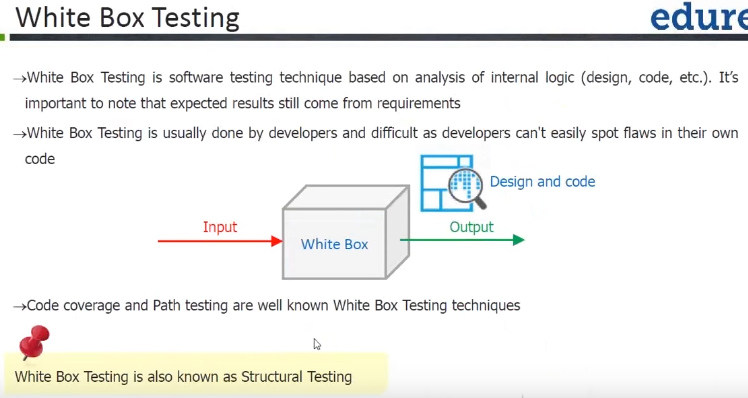 White Box Testing
edure
→White Box Testing is software testing technique based on analysis of internal logic (design, code, etc.). It's
important to note that expected results still come from requirements
→White Box Testing is usually done by developers and difficult as developers can't easily spot flaws in their own
code
Design and code
Input
White Box
Output
→Code coverage and Path testing are well known White Box Testing techniques
White Box Testing is also known as Structural Testing